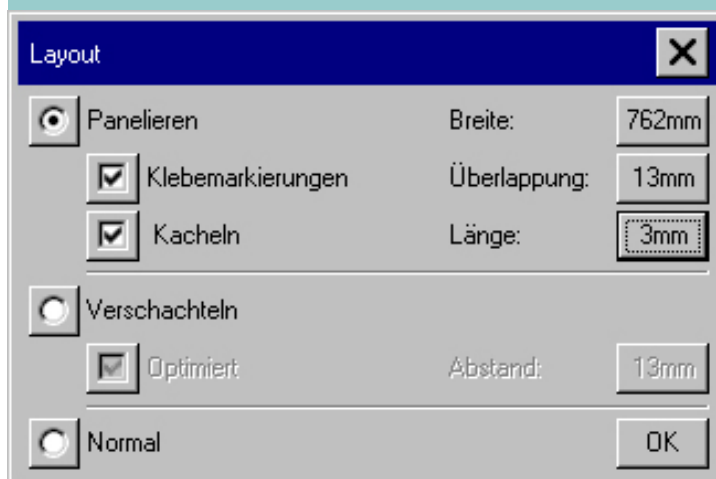 Layout
Panelieren Breite: 762mm
Klebemarkierungen Überlappung: 13mm
Kacheln Länge: 3mm
Verschachteln
Optimiert Abstand: 13mm
Normal OK